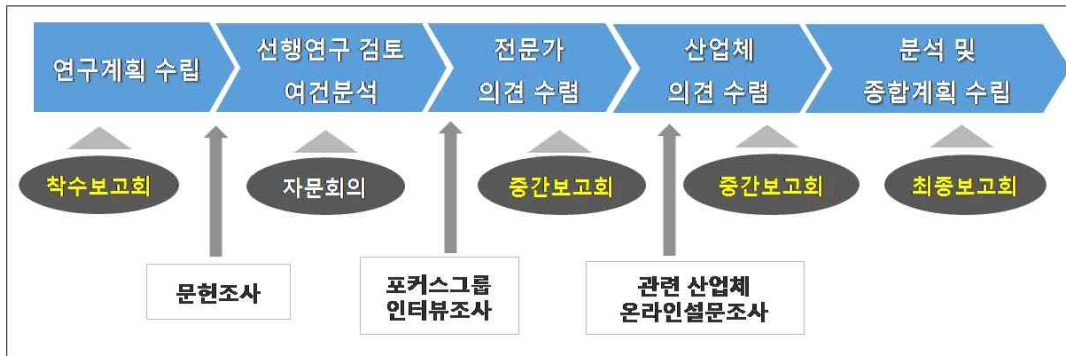 연구계획 수립
선행연구 검토
여건분석
전문가
의견 수렴
산업체
의견 수렴
분석 및
종합계획 수립
착수보고회
자문회의
중간보고회
중간보고회
최종보고회
문헌조사
포커스그룹
인터뷰조사
관련 산업체
온라인설문조사